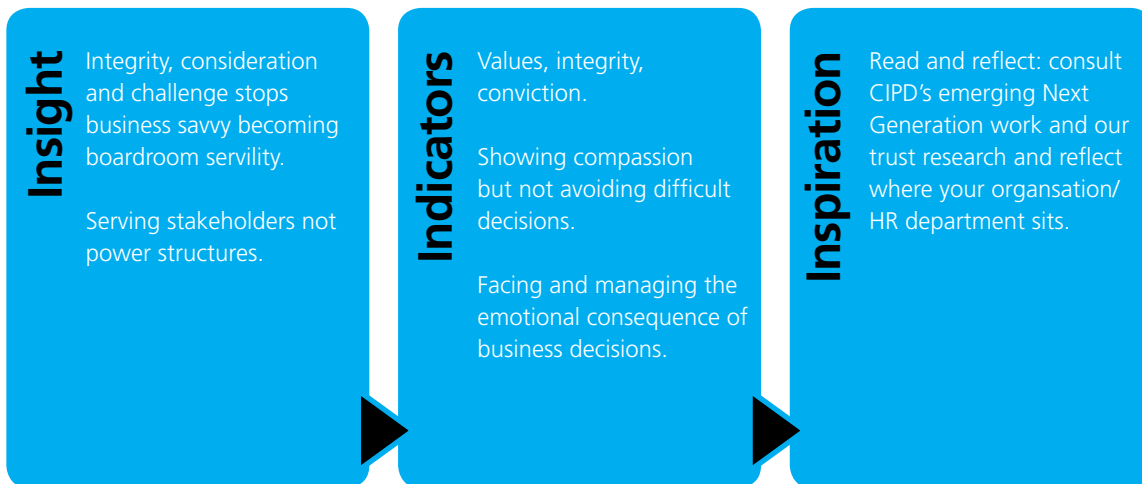 Insight
Integrity, consideration
and challenge stops
business savvy becoming
boardroom servility.
Serving stakeholders not
power structures.
Indicators
Values, integrity,
conviction.
Showing compassion
but not avoiding difficult
decisions.
Facing and managing the
emotional consequence of
business decisions.
Inspiration
Read and reflect: consult
CIPD's emerging Next
Generation work and our
trust research and reflect
where your organsation/
HR department sits.